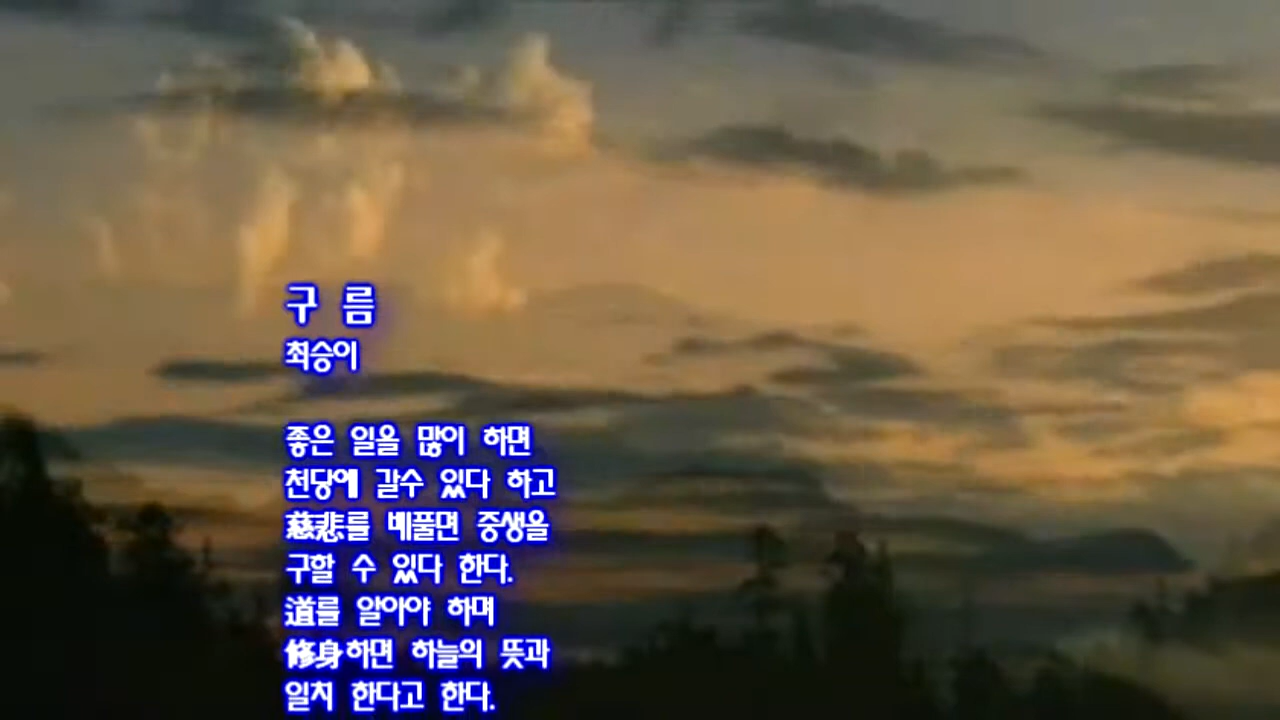 구 름
최승이
좋은 일을 많이 하면
천당에 갈수 있다 하고
慈悲를 베풀면 중생을
구할 수 있다 한다.
道를 알아야 하며
修身하면 하늘의 뜻과
일치 한다고 한다.